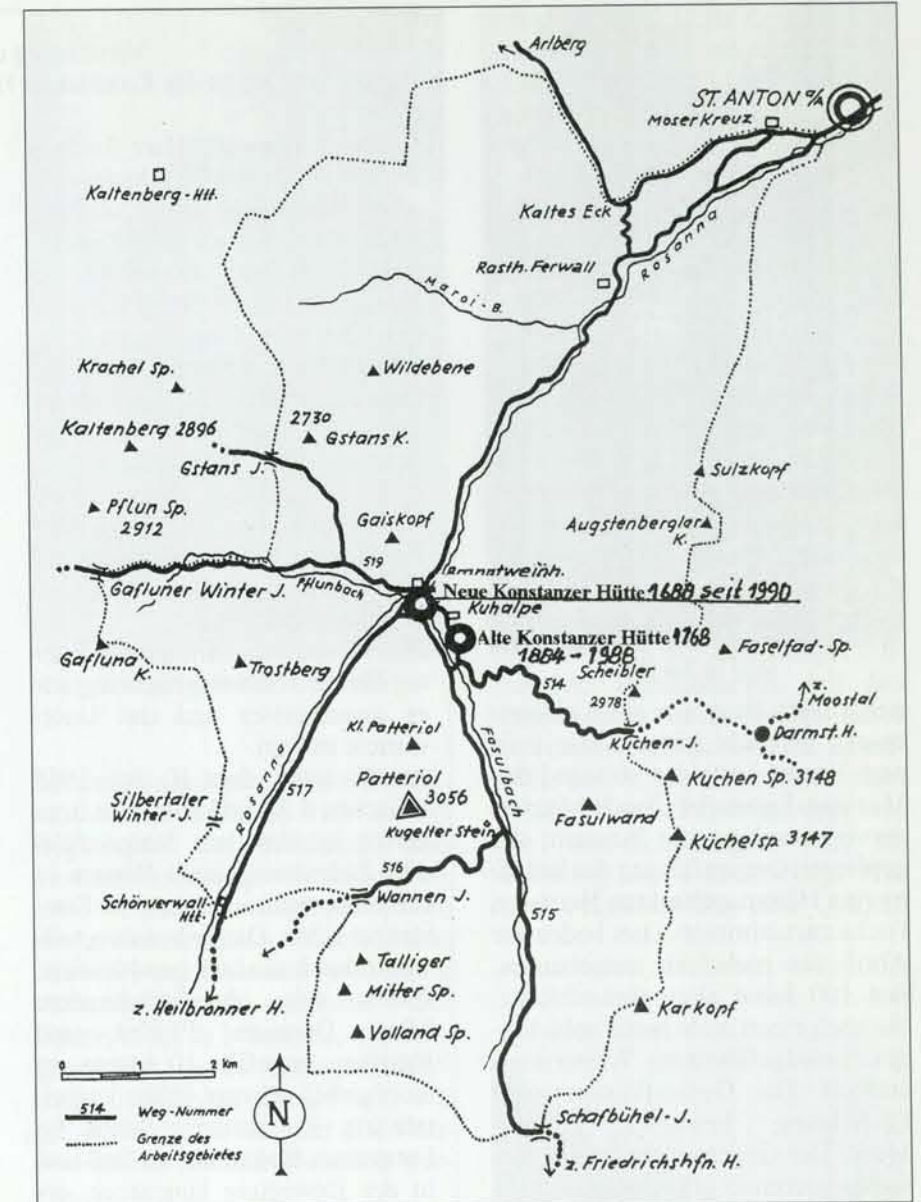 Arlberg
ST. ANTON a/A
Moser Kreuz
Kaltenberg-Htt.
Kaltes Eck
Rosanna
Rasth. Ferwall
Maroi-B.
Krachel Sp.
Wildebene
2730
Kaltenberg 2896
Gstans K.
Gstans J.
Sulzkopf
Pflun Sp.
2912
Gaiskopf
Augstenbergler
K.
519
Branntweinh.
Pflunbach
Gafluner Winter J.
Neue Konstanzer Hütte 1688 seit 1990
Kuhalpe
Alte Konstanzer Hütte 1768
1884-1988
Gafluna
K.
Trostberg
Faselfad-Sp.
Scheibler
514
2978
z.
Moostal
Darmst. H.
Kl. Patteriol
Küchen-J.
Rosanna
517
Fasulbach
Patteriol
3056
Kuchen Sp. 3148
Silbertaler
Winter-J.
Fasulwand
Kugelter Stein
Küchelsp. 3147
516
Schönverwall-
Htt.
Wannen J.
515
Talliger
Mitter Sp.
z. Heilbronner H.
Karkopf
Volland Sp.
0 1 2 km
514 Weg-Nummer
N
Schafbühel-J.
Grenze des
Arbeitsgebietes
z. Friedrichshfn. H.